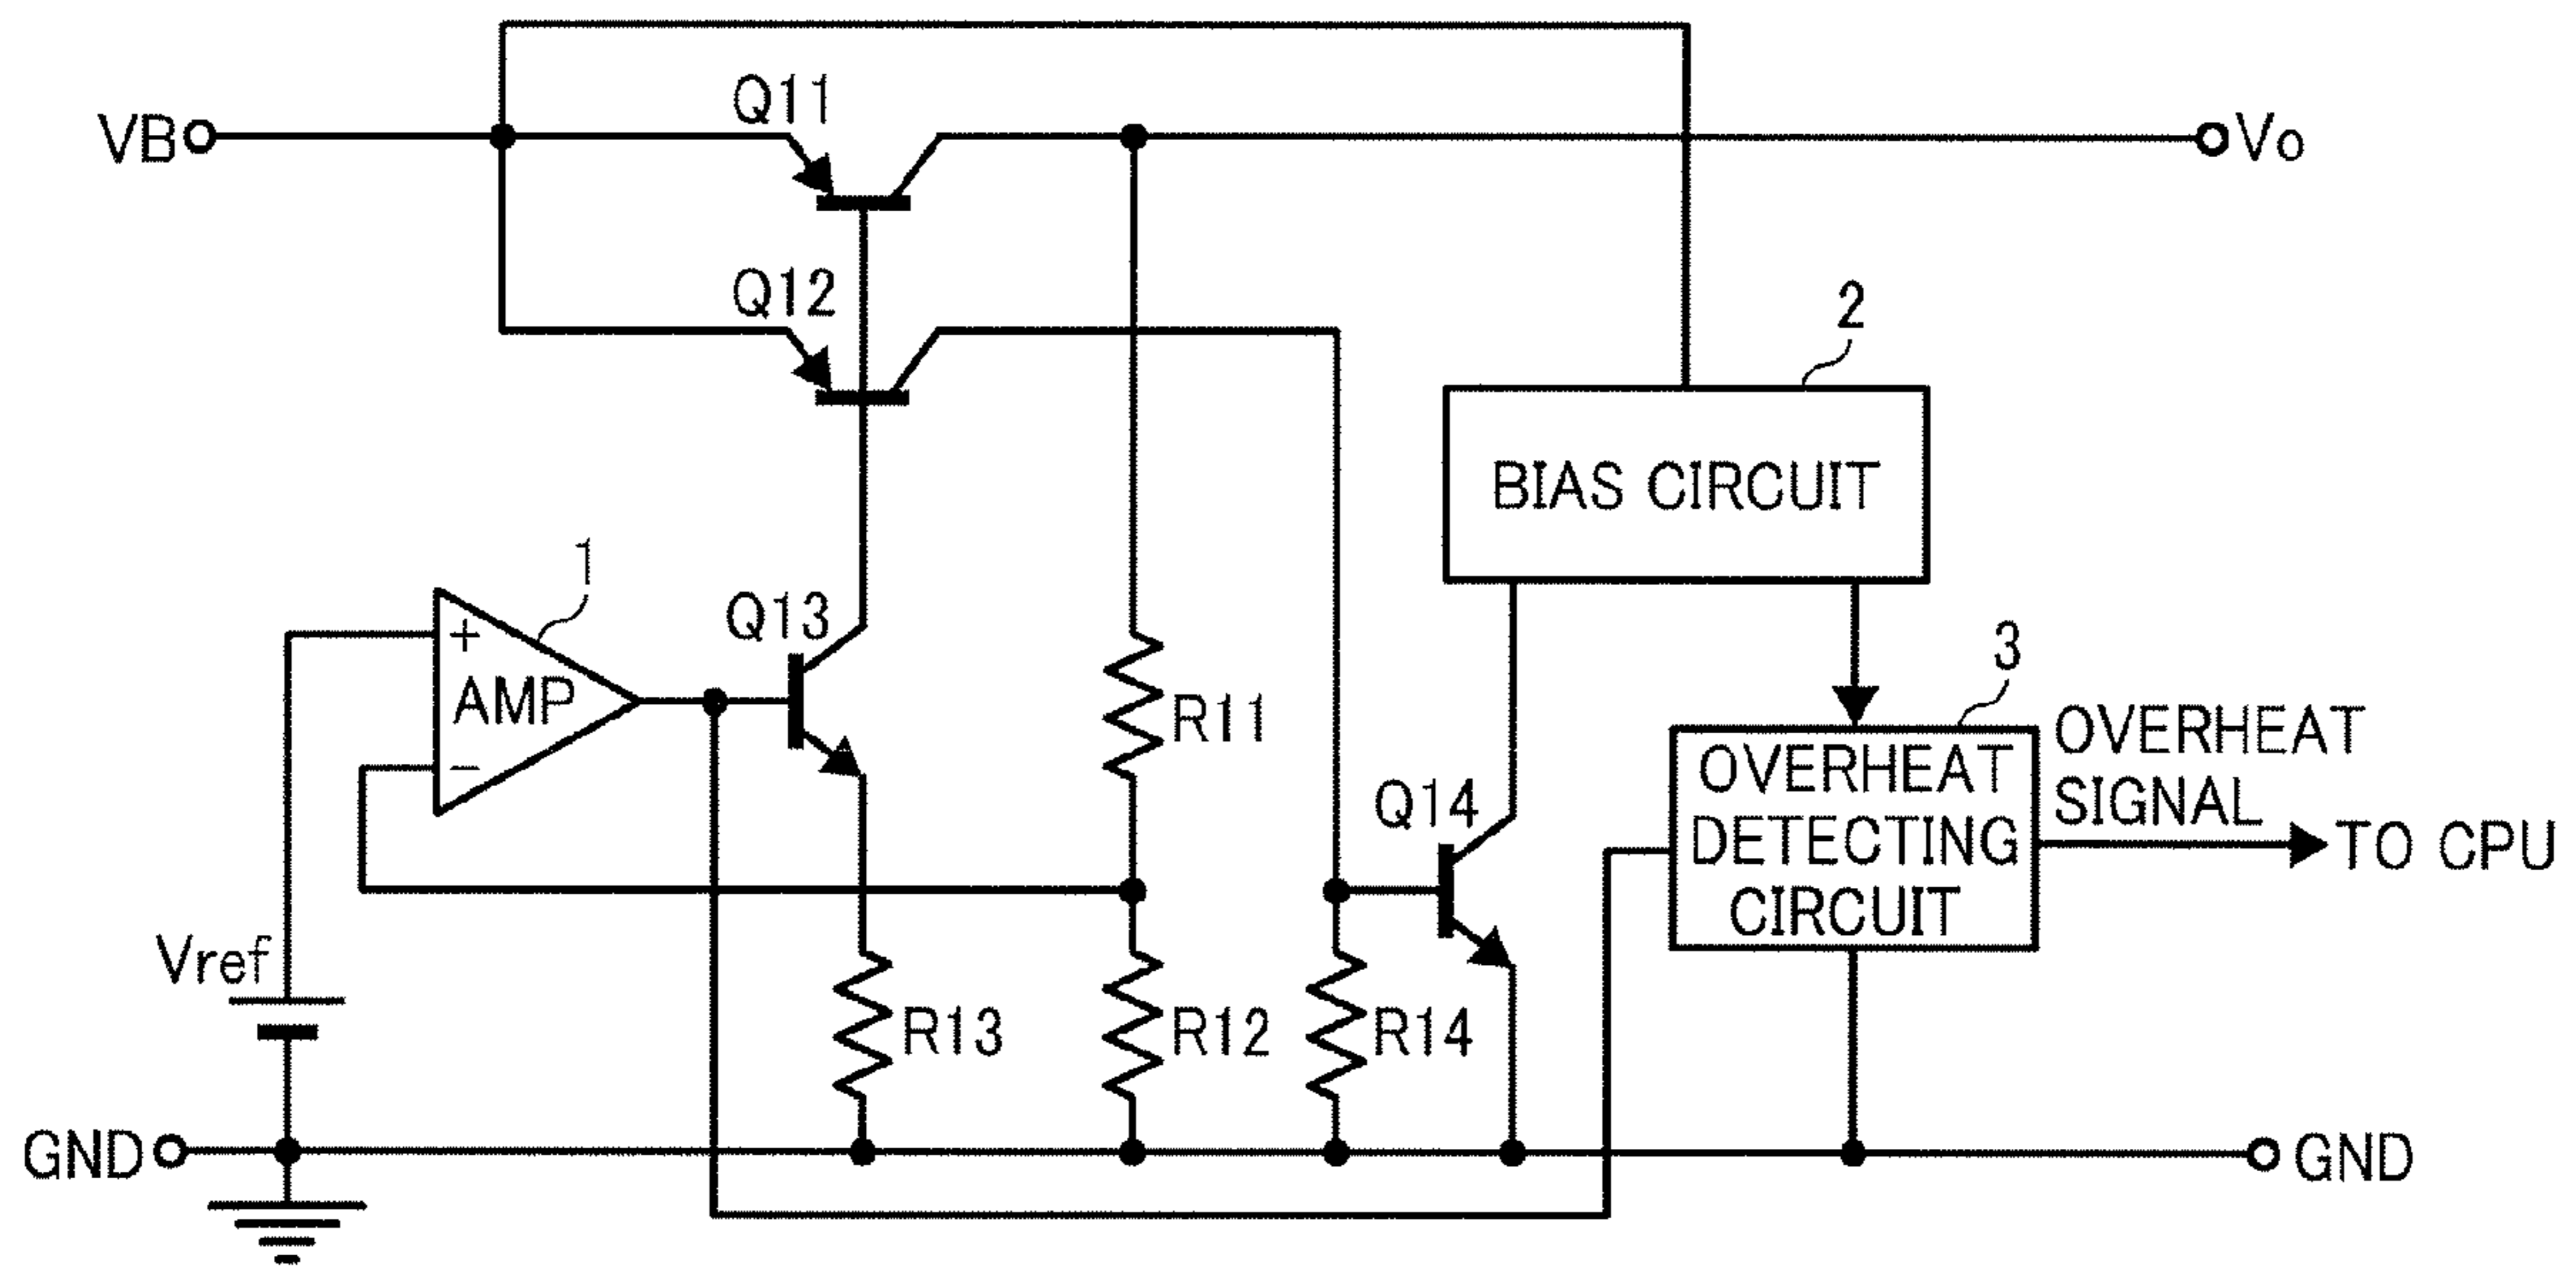 Q11
VB
Vo
Q12
2
BIAS CIRCUIT
1
Q13
+
AMP
−
R11
3
OVERHEAT
DETECTING
CIRCUIT
OVERHEAT
SIGNAL
TO CPU
Q14
Vref
R13
R12
R14
GND
GND